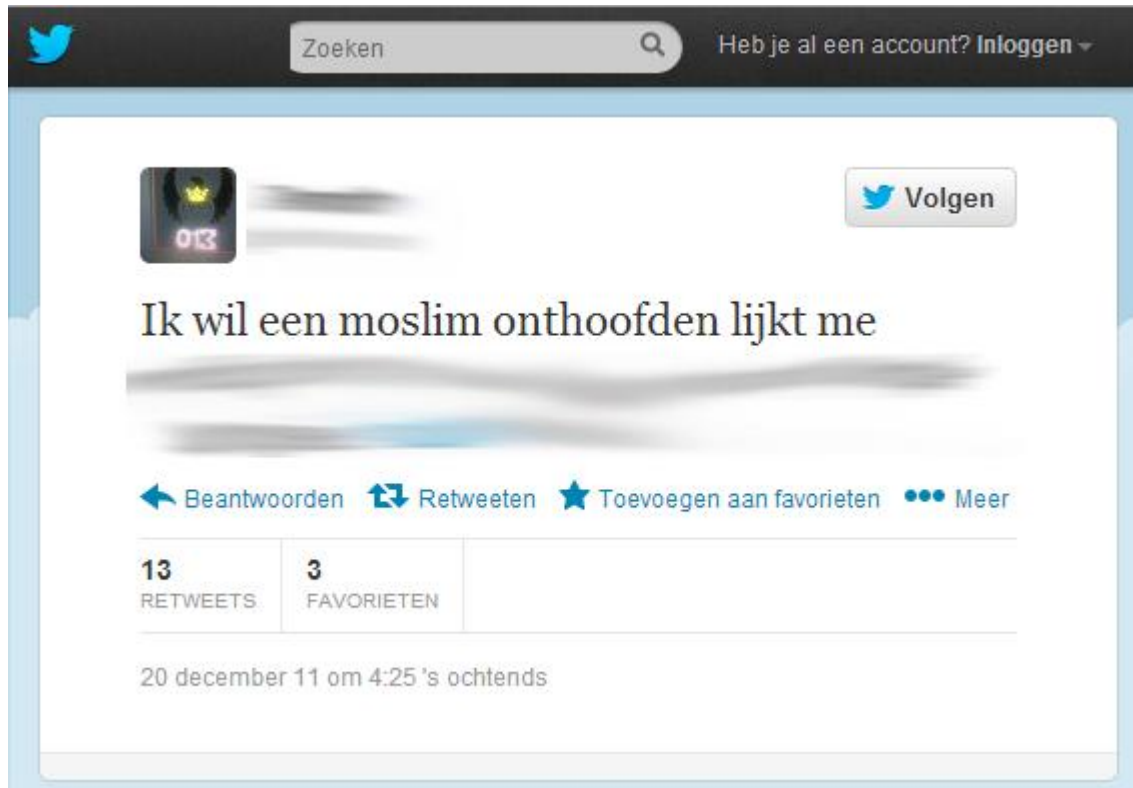 Zoeken
Heb je al een account? Inloggen
013
Volgen
Ik wil een moslim onthoofden lijkt me
Beantwoorden Retweeten Toevoegen aan favorieten Meer
13 3
RETWEETS FAVORIETEN
20 december 11 om 4:25 's ochtends